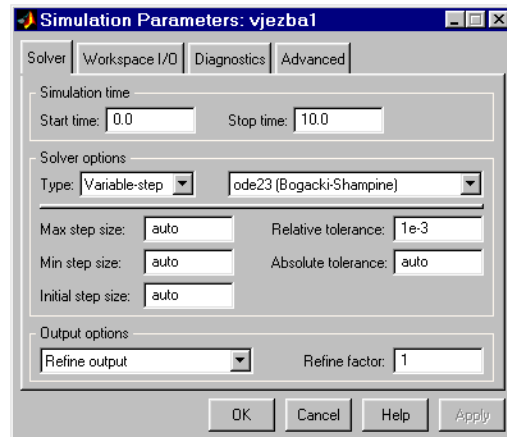 Simulation Parameters: vjezba1
Solver Workspace I/O Diagnostics Advanced
Simulation time
Start time: 0.0 Stop time: 10.0
Solver options
Type: Variable-step ode23 (Bogacki-Shampine)
Max step size: auto Relative tolerance: 1e-3
Min step size: auto Absolute tolerance: auto
Initial step size: auto
Output options
Refine output Refine factor: 1
OK Cancel Help Apply